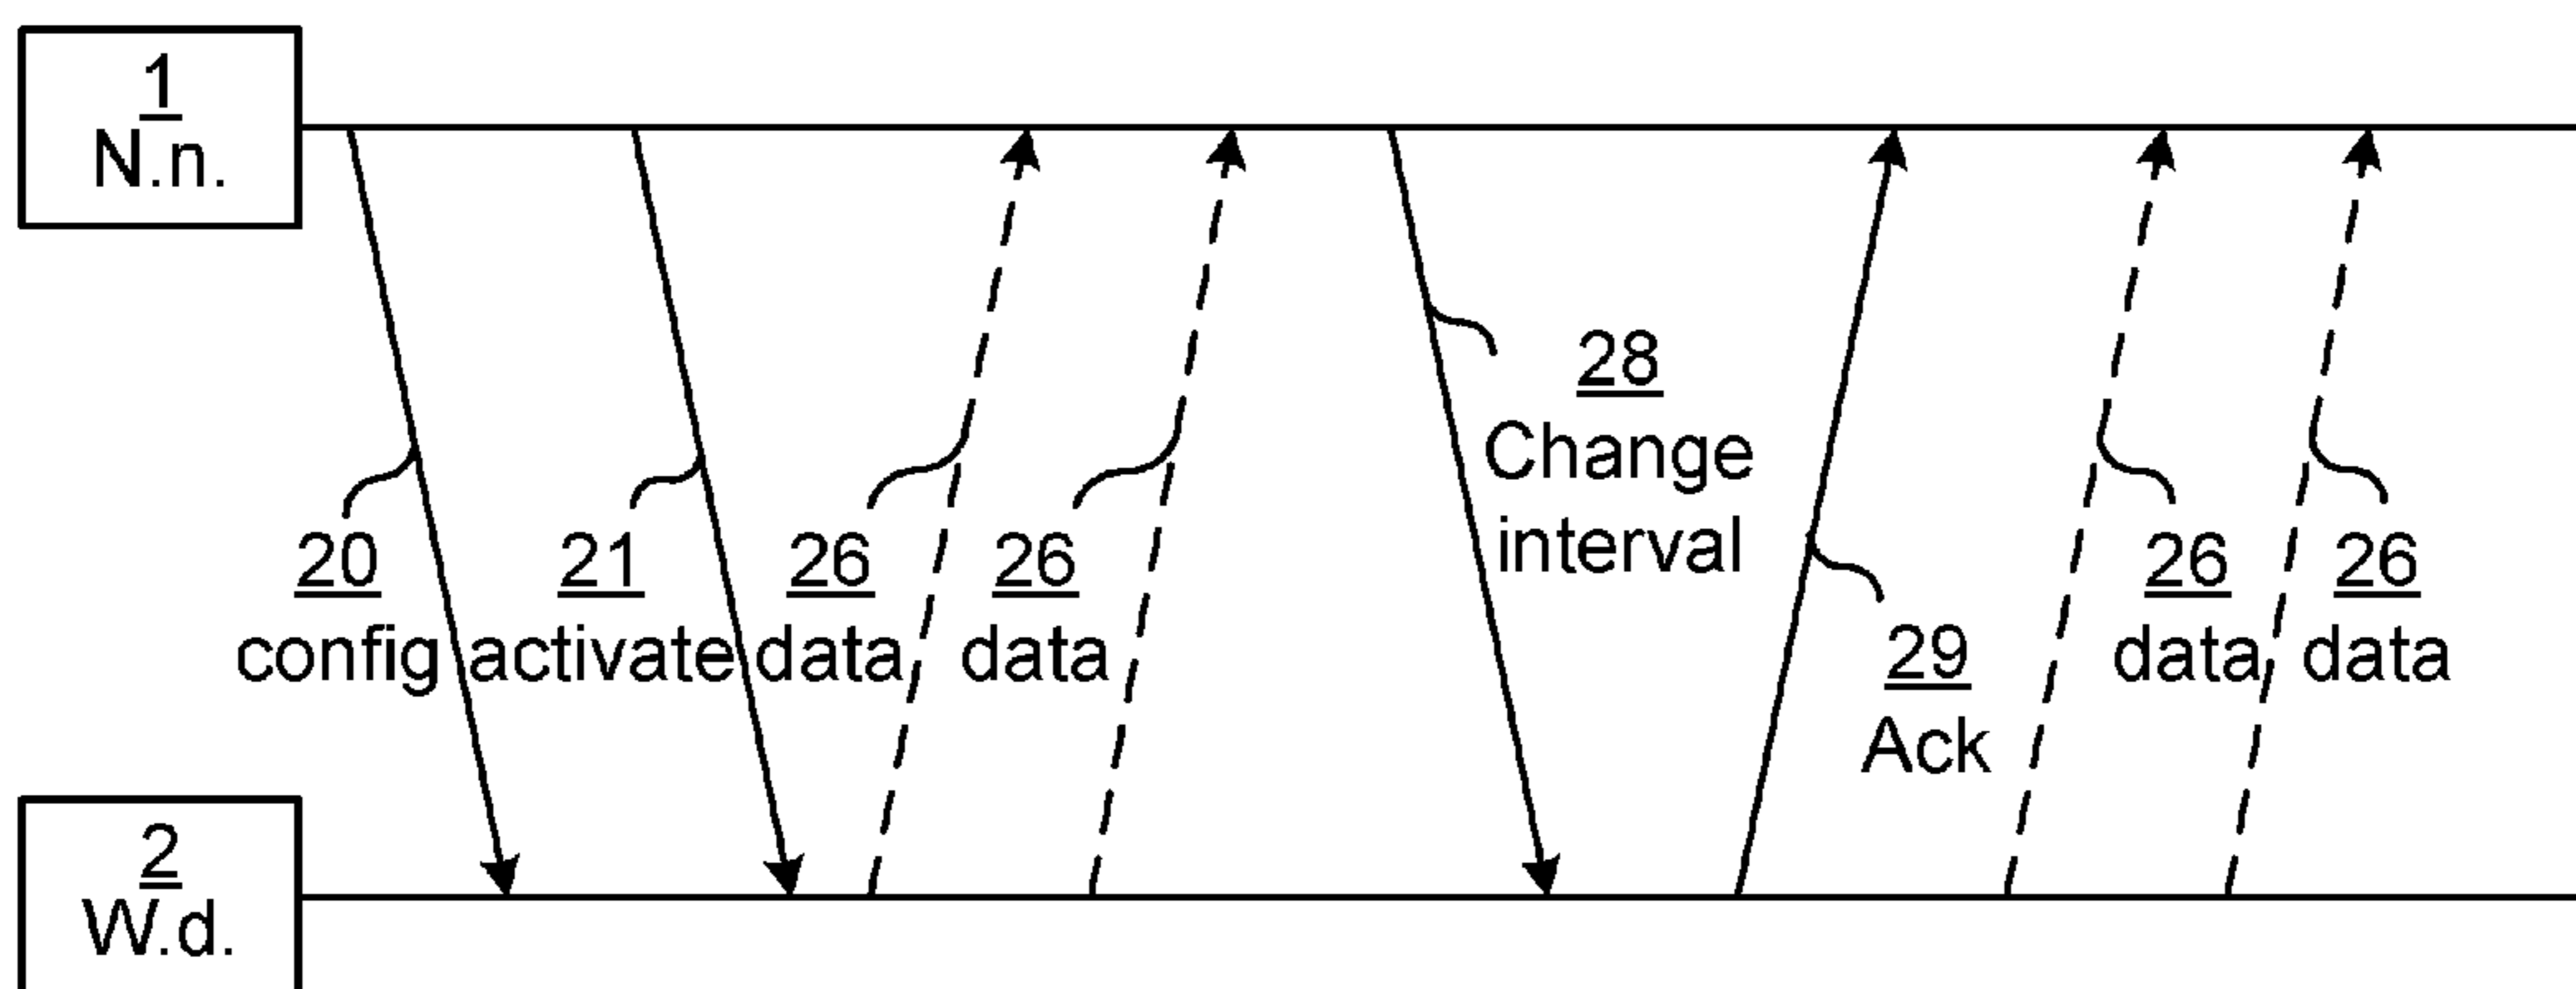 1
N.n.
28
Change
interval
20
config
21
activate
26
data
26
data
29
Ack
26
data
26
data
2
W.d.